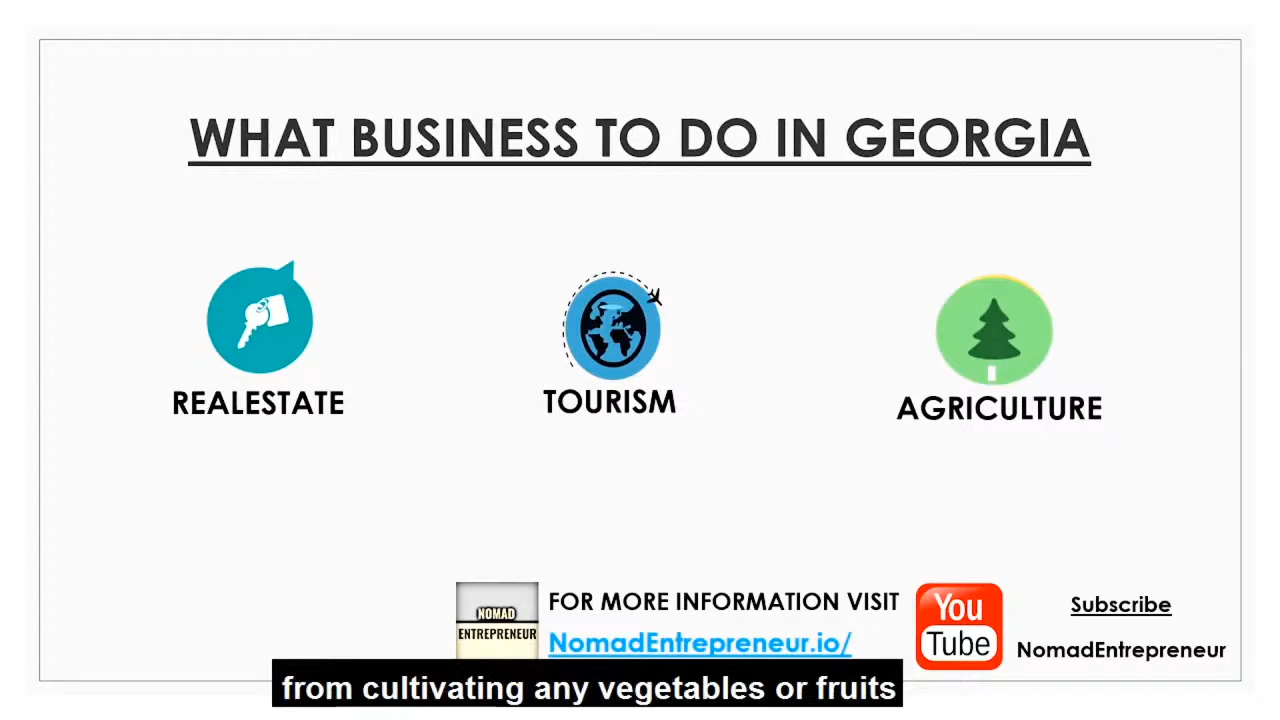 WHAT BUSINESS TO DO IN GEORGIA
REALESTATE
TOURISM
AGRICULTURE
NOMAD
ENTREPRENEUR
FOR MORE INFORMATION VISIT
NomadEntrepreneur.io/
You
Tube
Subscribe
NomadEntrepreneur
from cultivating any vegetables or fruits